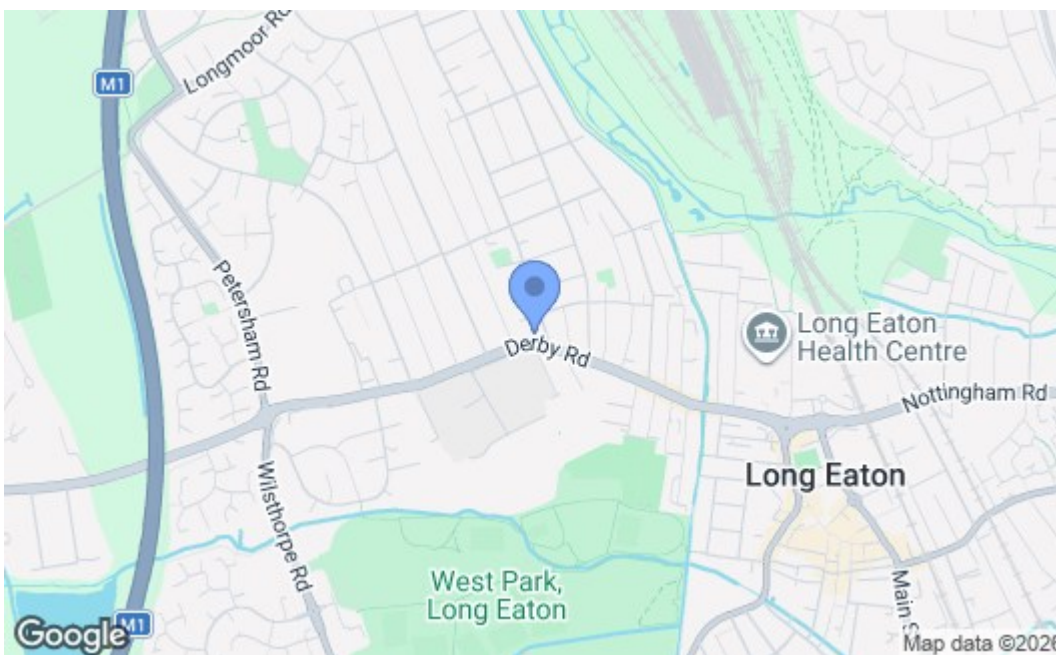 Longmoor Rd
M1
Petersham Rd
Derby Rd
Long Eaton
Health Centre
Nottingham Rd
Long Eaton
Wilsthorpe Rd
West Park,
Long Eaton
Main S
M1
Google
Map data ©2026